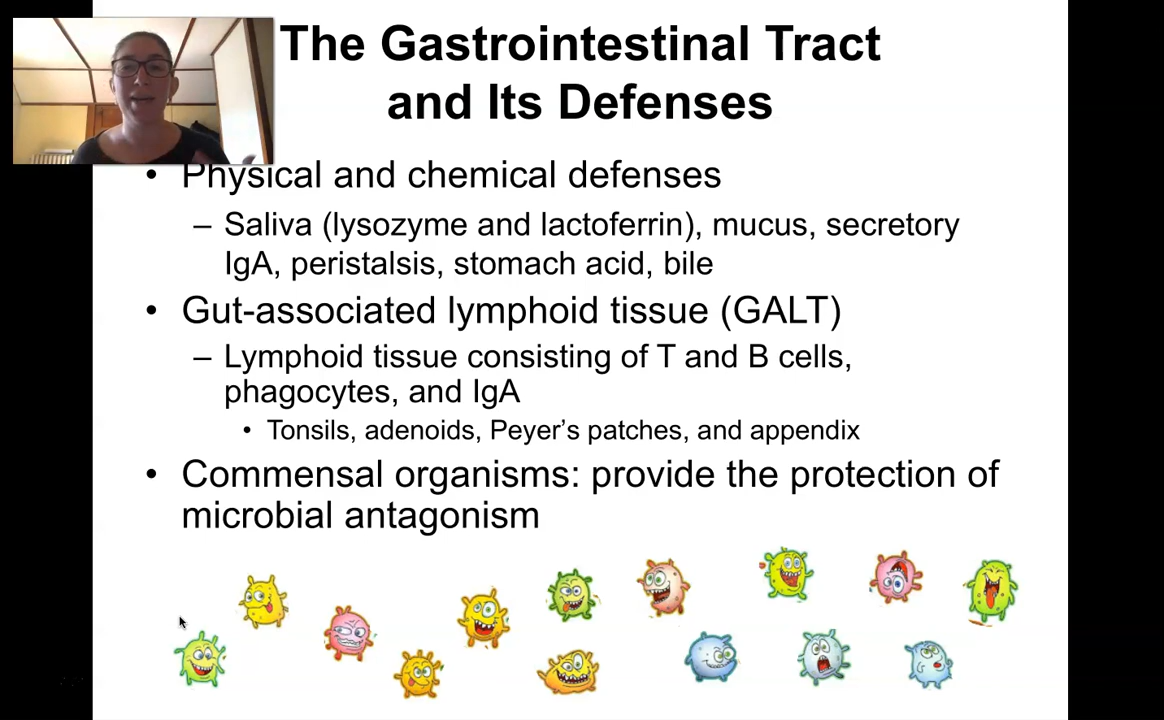 The Gastrointestinal Tract
and Its Defenses
• Physical and chemical defenses
– Saliva (lysozyme and lactoferrin), mucus, secretory
IgA, peristalsis, stomach acid, bile
• Gut-associated lymphoid tissue (GALT)
– Lymphoid tissue consisting of T and B cells,
phagocytes, and IgA
• Tonsils, adenoids, Peyer’s patches, and appendix
• Commensal organisms: provide the protection of
microbial antagonism